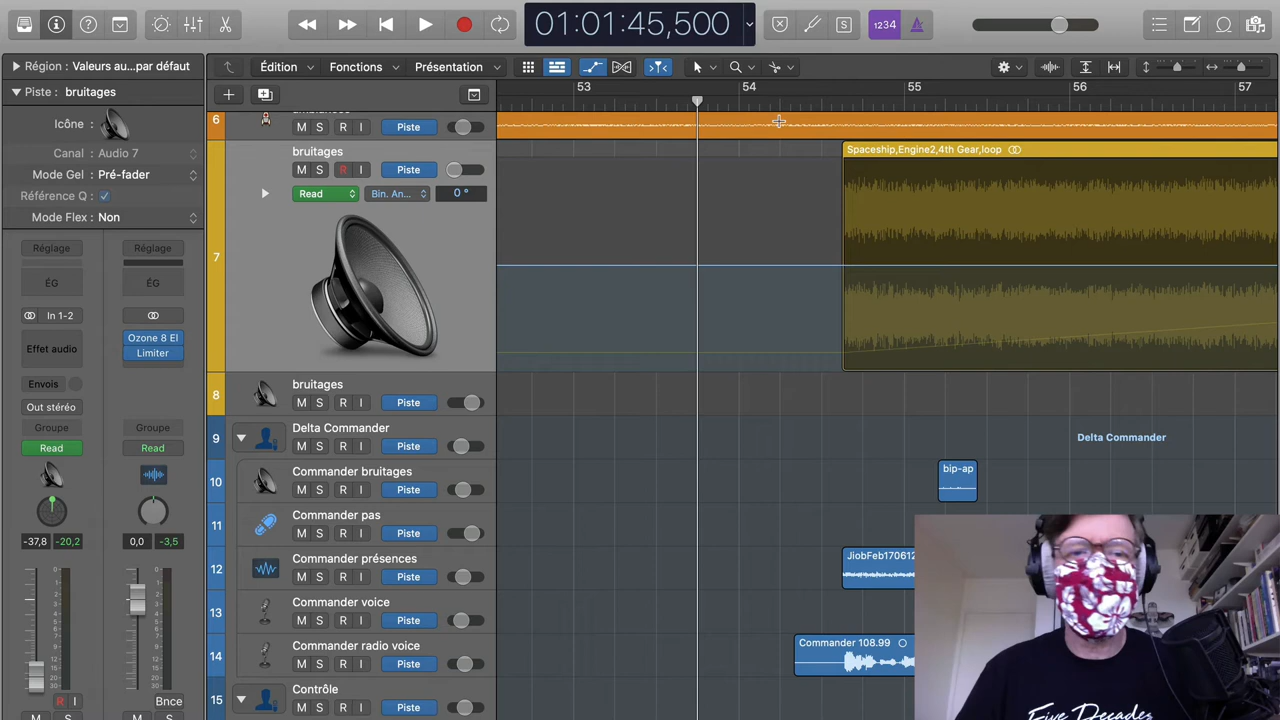 01:01:45,500
1234
S
Région: Valeurs au...par défaut
Piste: bruitages
Icône:
Canal: Audio 7
Mode Gel: Pré-fader
Référence Q:
Mode Flex: Non
Réglage Réglage
ÉG ÉG
In 1-2
Effet audio
Ozone 8 El
Limiter
Envois
Out stéréo
Groupe Groupe
Read Read
-37,8 -20,2 0,0 -3,5
R I Bnce
M S M S
Édition Fonctions Présentation
53 54 55 56 57
6
M S R I Piste
7
bruitages
M S R I Piste
Read Bin. An... 0 °
Spaceship,Engine2,4th Gear,loop
8
bruitages
M S R I Piste
9
Delta Commander
M S Piste
Delta Commander
10
Commander bruitages
M S R I Piste
bip-ap
11
Commander pas
M S R I Piste
12
Commander présences
M S R I Piste
JiobFeb170612
13
Commander voice
M S R I Piste
14
Commander radio voice
M S R I Piste
Commander 108.99
15
Contrôle
M S Piste
Five Decades